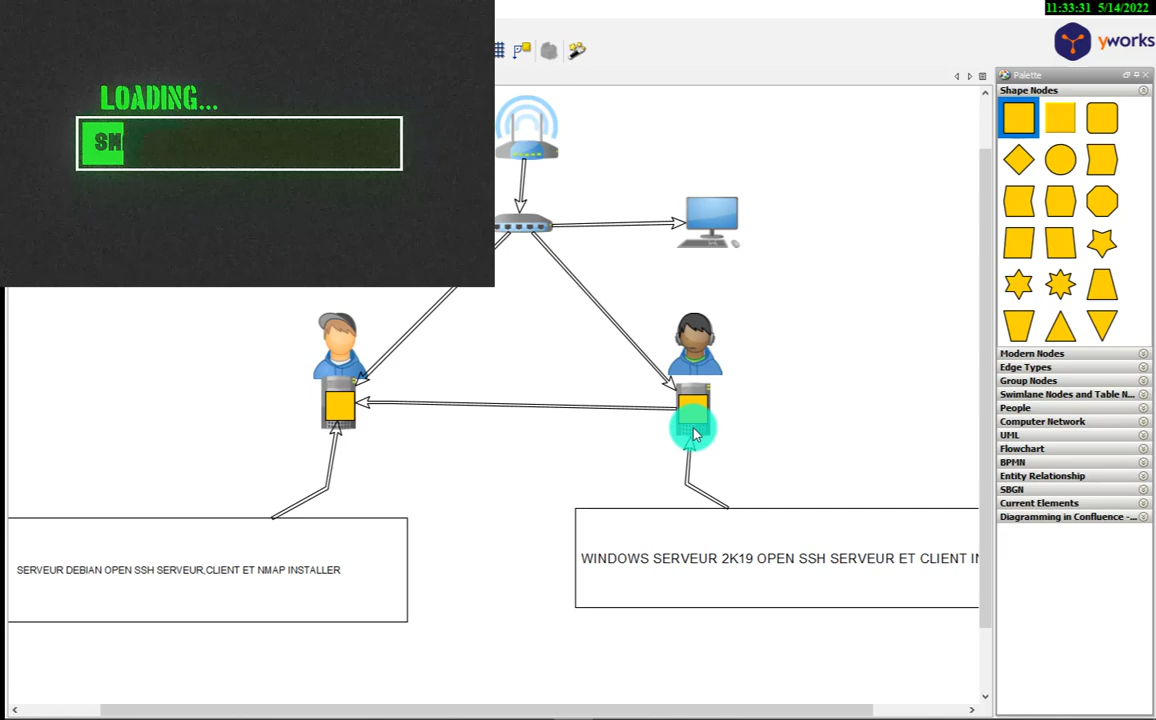 11:33:31 5/14/2022
yworks
LOADING...
SM
Palette
Shape Nodes
Modern Nodes
Edge Types
Group Nodes
Swimlane Nodes and Table N...
People
Computer Network
UML
Flowchart
BPMN
Entity Relationship
SBGN
Current Elements
Diagramming in Confluence -...
SERVEUR DEBIAN OPEN SSH SERVEUR,CLIENT ET NMAP INSTALLER
WINDOWS SERVEUR 2K19 OPEN SSH SERVEUR ET CLIENT IN